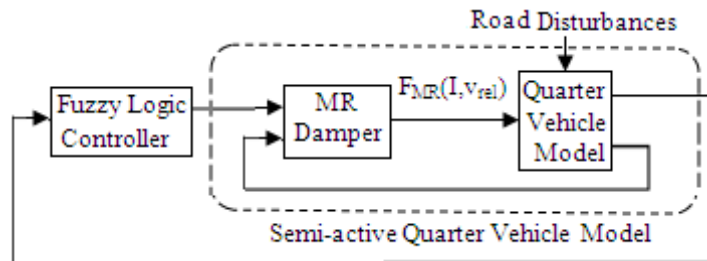 Road Disturbances
Fuzzy Logic
Controller
MR
Damper
F_MR(I,v_rel)
Quarter
Vehicle
Model
Semi-active Quarter Vehicle Model